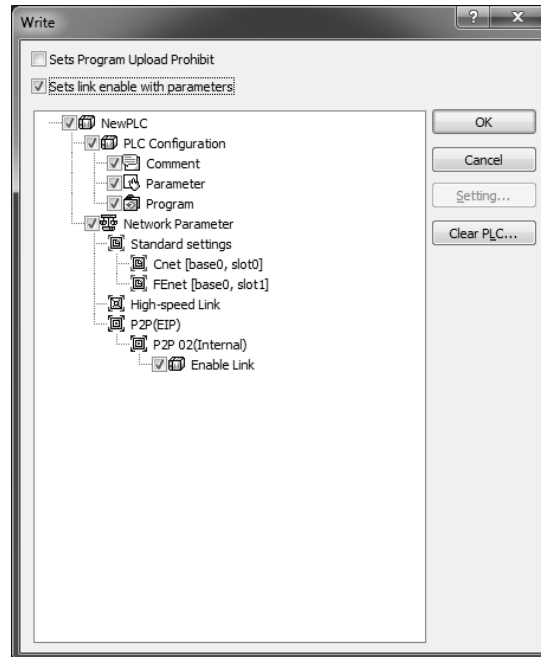 Write
Sets Program Upload Prohibit
Sets link enable with parameters
NewPLC
PLC Configuration
Comment
Parameter
Program
Network Parameter
Standard settings
Cnet [base0, slot0]
FEnet [base0, slot1]
High-speed Link
P2P(EIP)
P2P 02(Internal)
Enable Link
OK
Cancel
Setting...
Clear PLC...